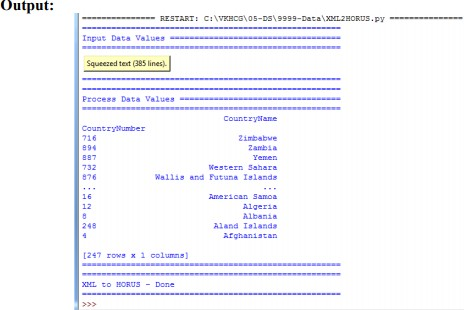 Output:
=============== RESTART: C:\VKHCG\05-DS\9999-Data\XML2HORUS.py ===============
=====================================================
Input Data Values ===================================
=====================================================
Squeezed text (385 lines).
=====================================================
=====================================================
Process Data Values =================================
=====================================================
CountryName
CountryNumber
716 Zimbabwe
894 Zambia
887 Yemen
732 Western Sahara
876 Wallis and Futuna Islands
... ...
16 American Samoa
12 Algeria
8 Albania
248 Aland Islands
4 Afghanistan
[247 rows x 1 columns]
=====================================================
=====================================================
XML to HORUS - Done
=====================================================
>>>